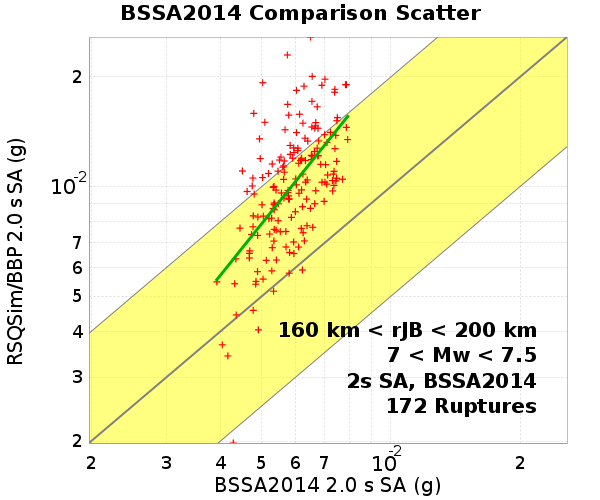 BSSA2014 Comparison Scatter
RSQSim/BBP 2.0 s SA (g)
2
10-2
7
6
5
4
3
2
160 km < rJB < 200 km
7 < Mw < 7.5
2s SA, BSSA2014
172 Ruptures
2 3 4 5 6 7 10-2 2
BSSA2014 2.0 s SA (g)